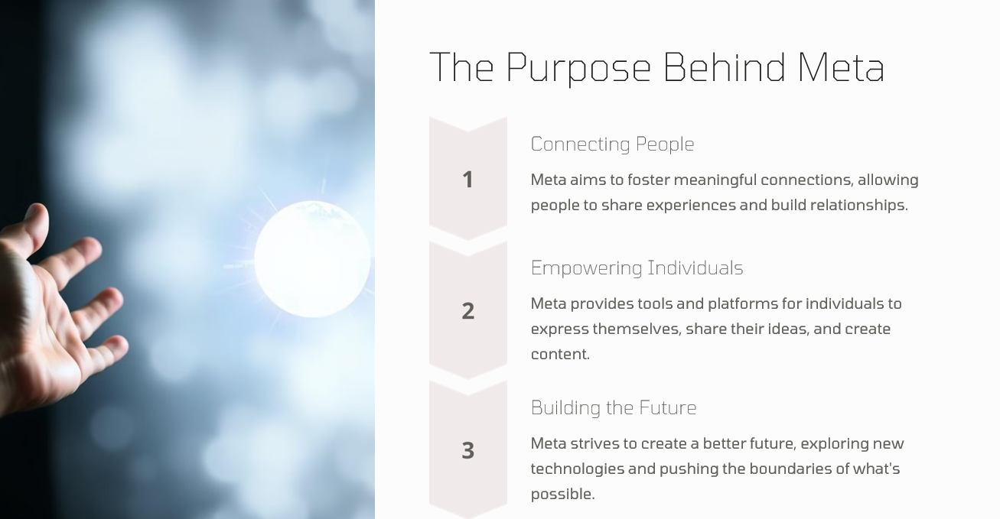 The Purpose Behind Meta
1
Connecting People
Meta aims to foster meaningful connections, allowing
people to share experiences and build relationships.
2
Empowering Individuals
Meta provides tools and platforms for individuals to
express themselves, share their ideas, and create
content.
3
Building the Future
Meta strives to create a better future, exploring new
technologies and pushing the boundaries of what's
possible.